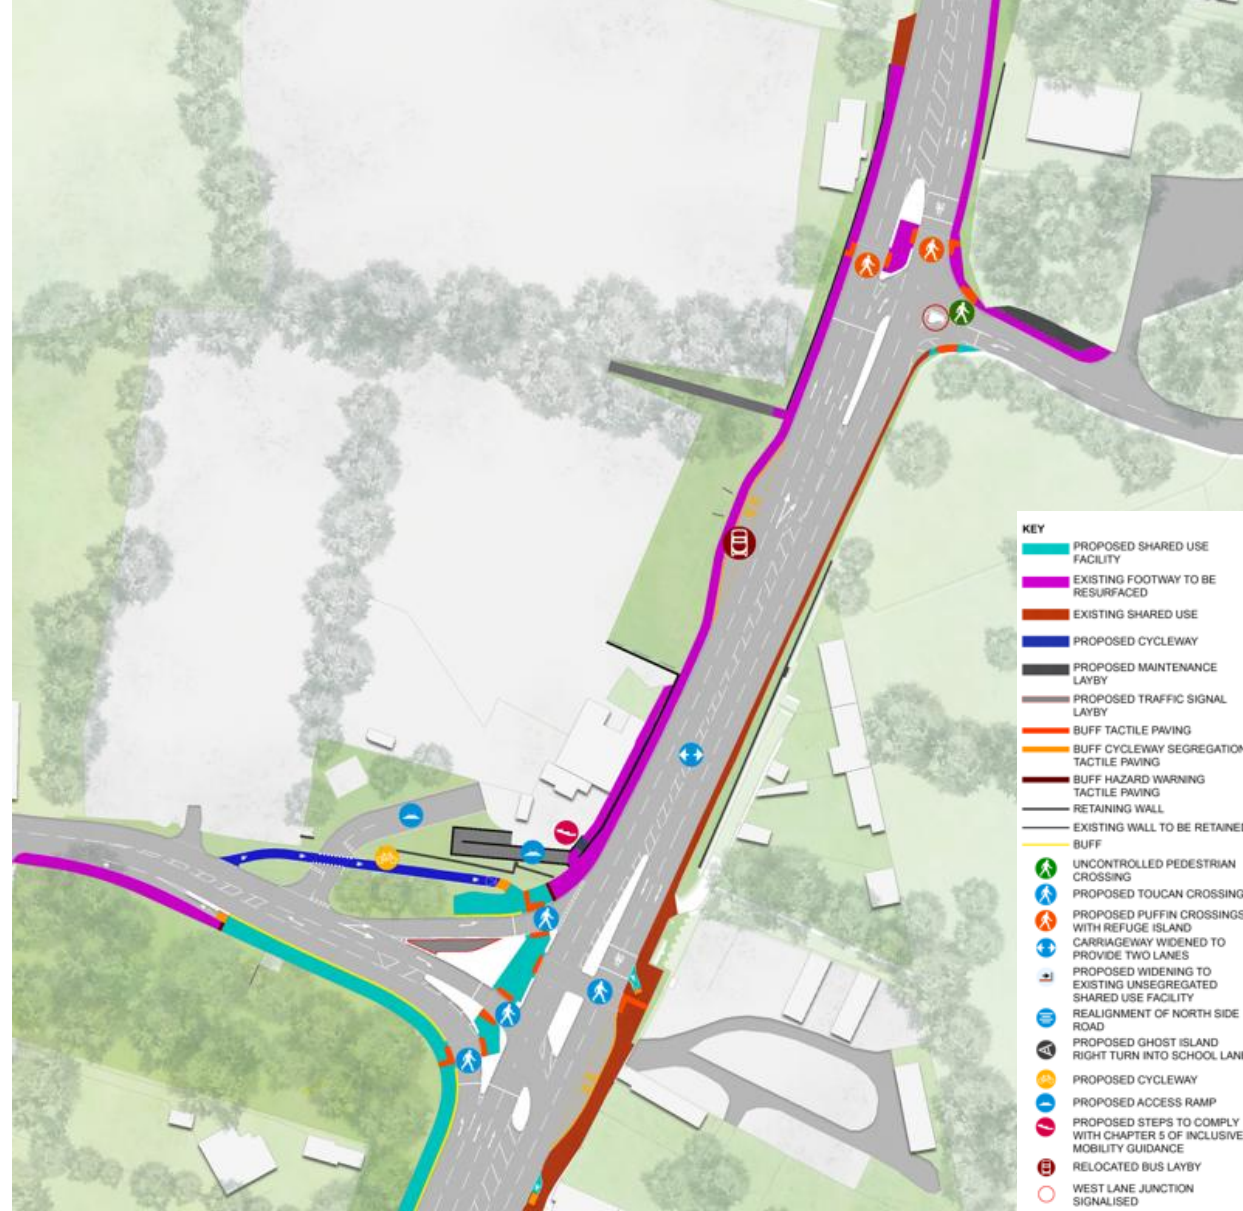 KEY
PROPOSED SHARED USE
FACILITY
EXISTING FOOTWAY TO BE
RESURFACED
EXISTING SHARED USE
PROPOSED CYCLEWAY
PROPOSED MAINTENANCE
LAYBY
PROPOSED TRAFFIC SIGNAL
LAYBY
BUFF TACTILE PAVING
BUFF CYCLEWAY SEGREGATION
TACTILE PAVING
BUFF HAZARD WARNING
TACTILE PAVING
RETAINING WALL
EXISTING WALL TO BE RETAINED
BUFF
UNCONTROLLED PEDESTRIAN
CROSSING
PROPOSED TOUCAN CROSSING
PROPOSED PUFFIN CROSSINGS
WITH REFUGE ISLAND
CARRIAGEWAY WIDENED TO
PROVIDE TWO LANES
PROPOSED WIDENING TO
EXISTING UNSEGREGATED
SHARED USE FACILITY
REALIGNMENT OF NORTH SIDE
ROAD
PROPOSED GHOST ISLAND
RIGHT TURN INTO SCHOOL LANE
PROPOSED CYCLEWAY
PROPOSED ACCESS RAMP
PROPOSED STEPS TO COMPLY
WITH CHAPTER 5 OF INCLUSIVE
MOBILITY GUIDANCE
RELOCATED BUS LAYBY
WEST LANE JUNCTION
SIGNALISED